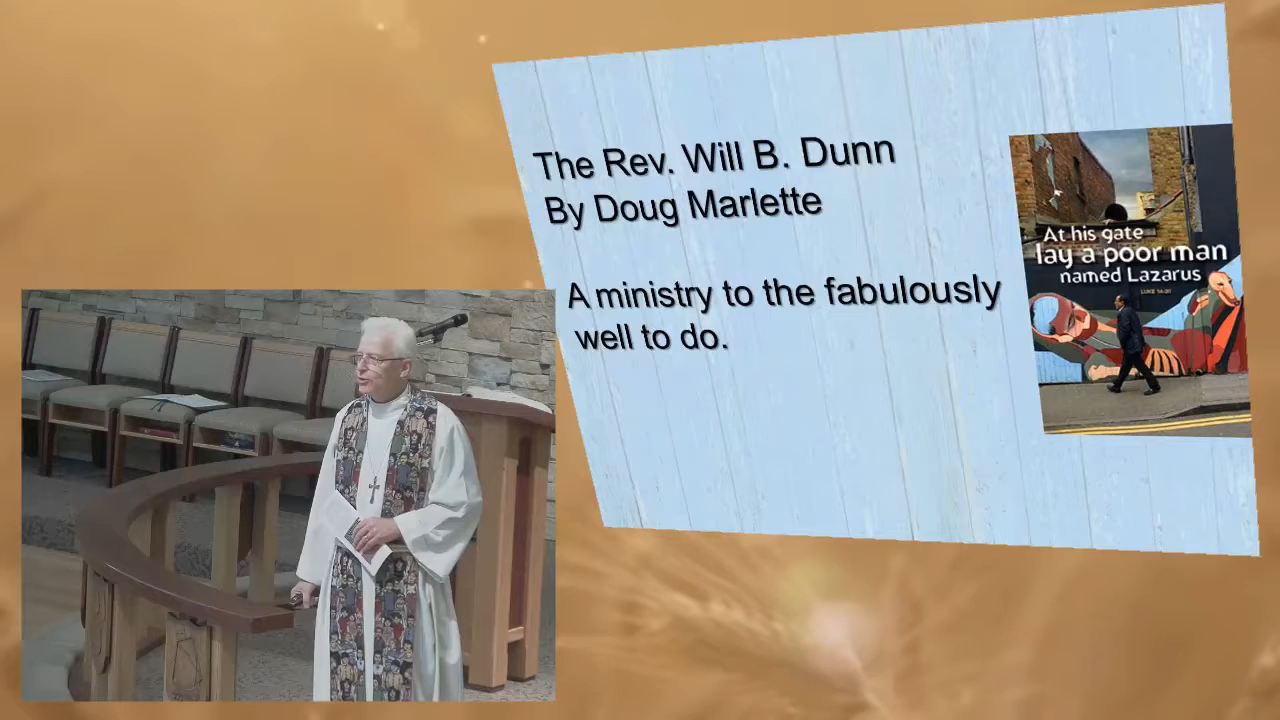 The Rev. Will B. Dunn
By Doug Marlette
A ministry to the fabulously
well to do.
At his gate
lay a poor man
named Lazarus